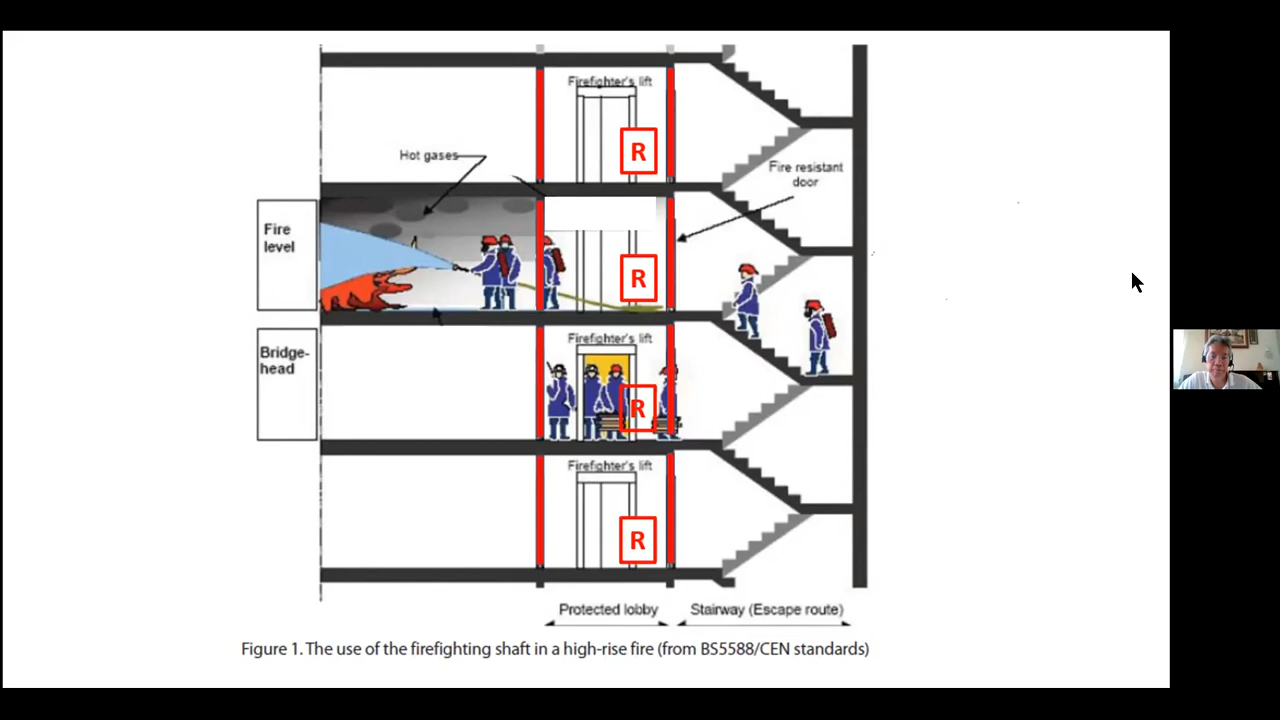 Firefighter's lift
R
Hot gases
Fire resistant
door
Fire
level
R
Bridge-
head
Firefighter's lift
R
Firefighter's lift
R
Protected lobby
Stairway (Escape route)
Figure 1. The use of the firefighting shaft in a high-rise fire (from BS5588/CEN standards)